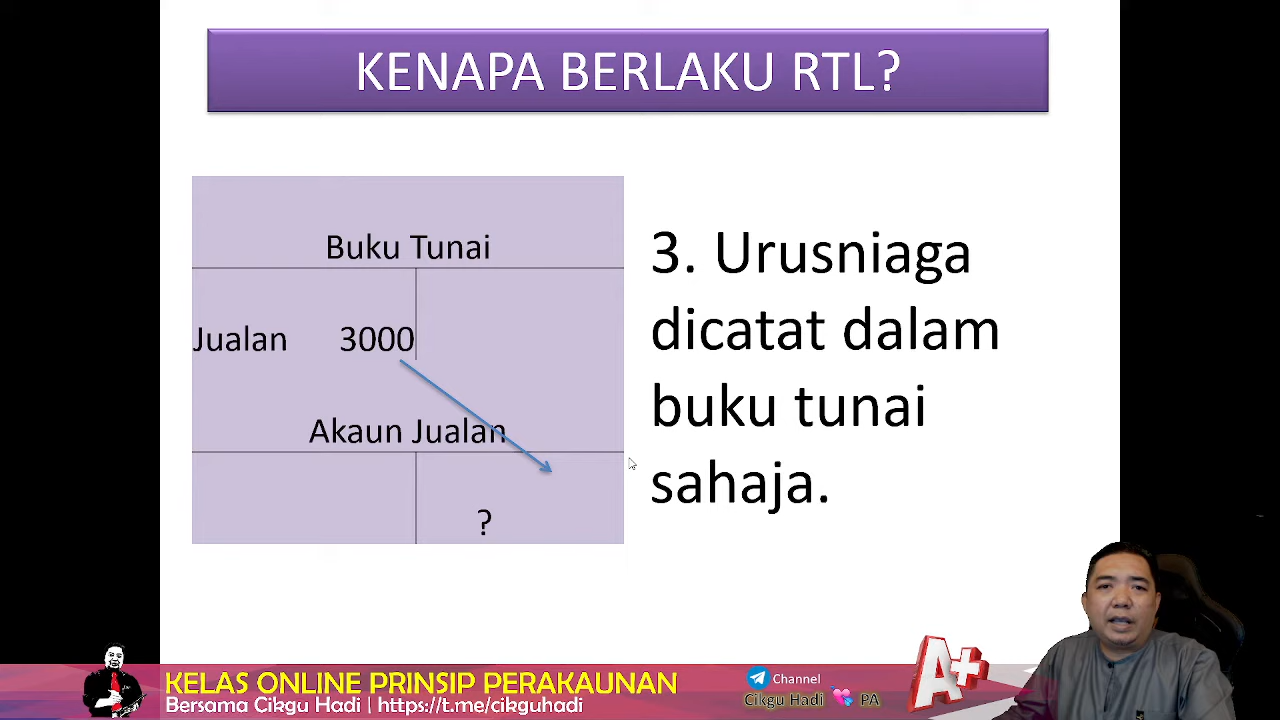 KENAPA BERLAKU RTL?
Buku Tunai
Jualan 3000
Akaun Jualan
?
3. Urusniaga
dicatat dalam
buku tunai
sahaja.
A+
KELAS ONLINE PRINSIP PERAKAUNAN
Bersama Cikgu Hadi | https://t.me/cikguhadi
Channel
Cikgu Hadi 💘 PA